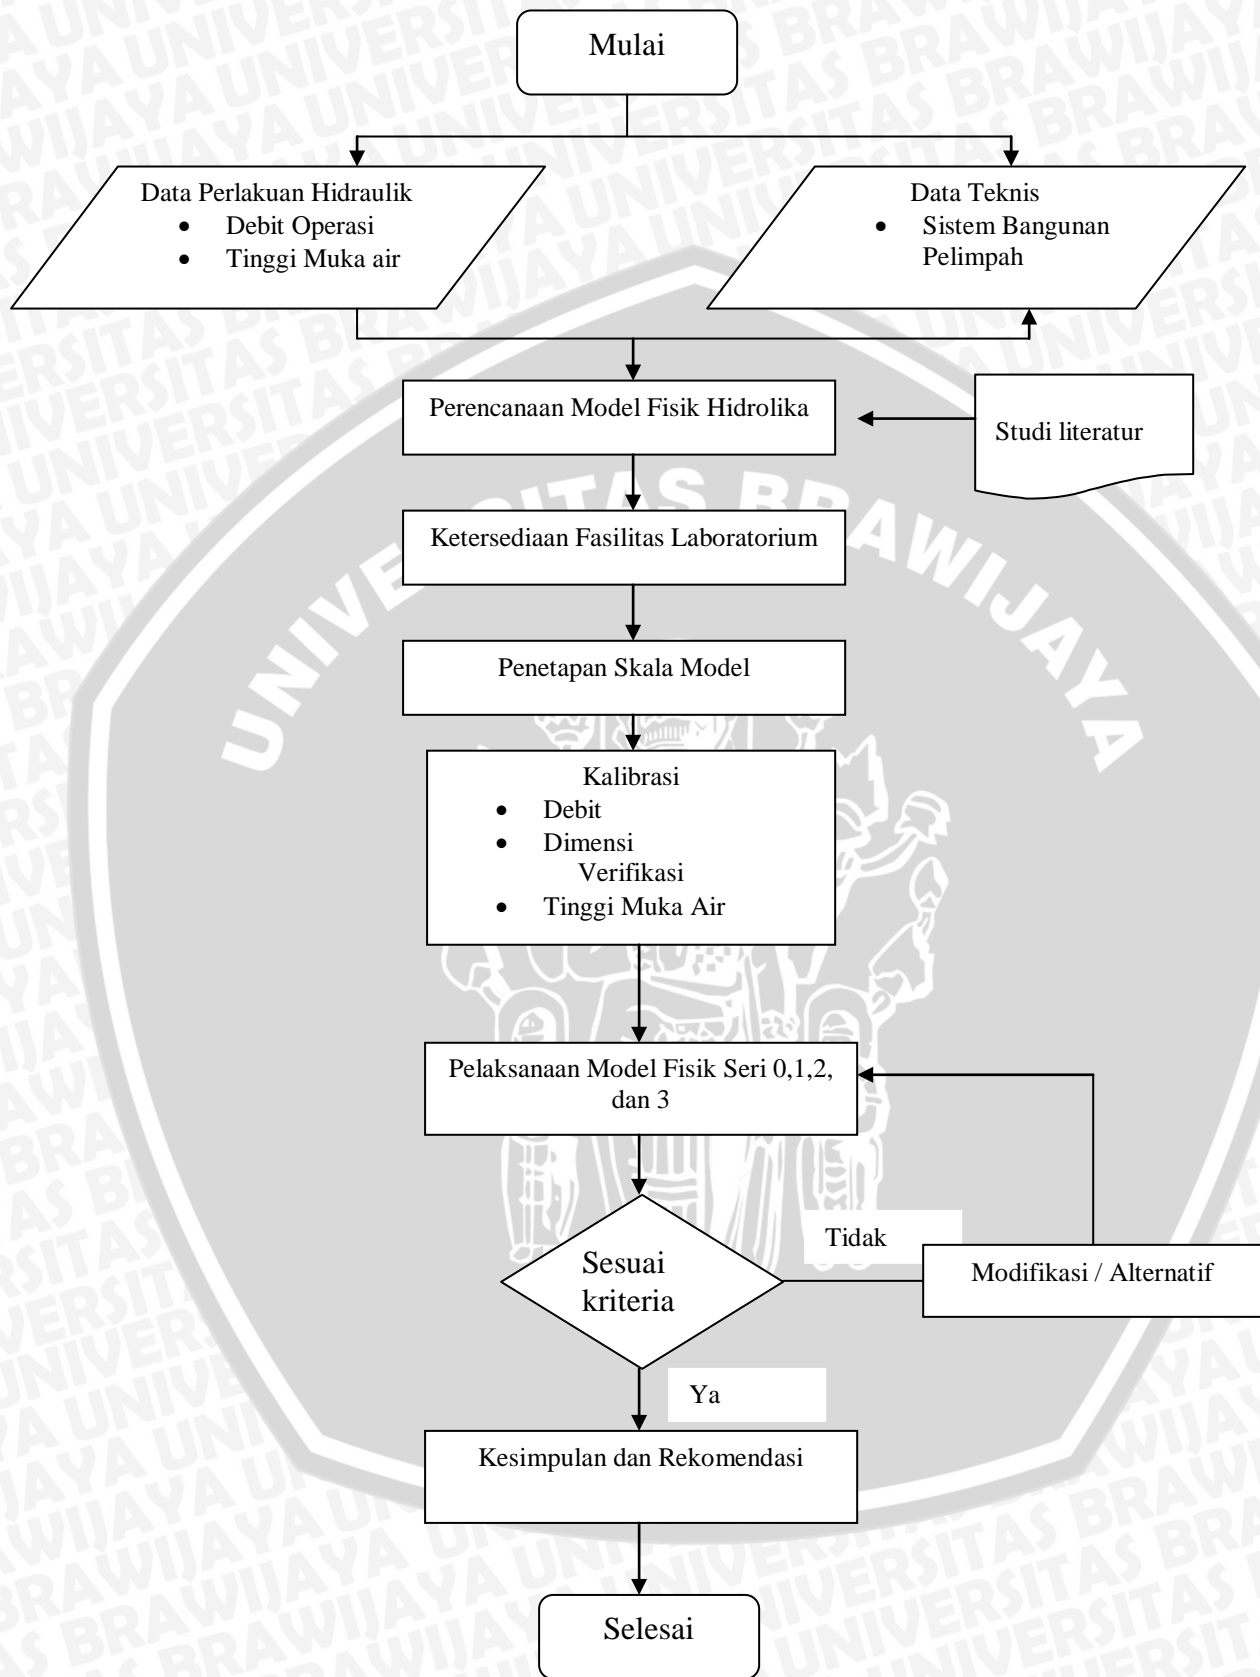 Mulai
Data Perlakuan Hidraulik
• Debit Operasi
• Tinggi Muka air
Data Teknis
• Sistem Bangunan
Pelimpah
Perencanaan Model Fisik Hidrolika
Studi literatur
Ketersediaan Fasilitas Laboratorium
Penetapan Skala Model
Kalibrasi
• Debit
• Dimensi
Verifikasi
• Tinggi Muka Air
Pelaksanaan Model Fisik Seri 0,1,2,
dan 3
Sesuai
kriteria
Tidak
Modifikasi / Alternatif
Ya
Kesimpulan dan Rekomendasi
Selesai
UNIVERSITAS BRAWIJAYA